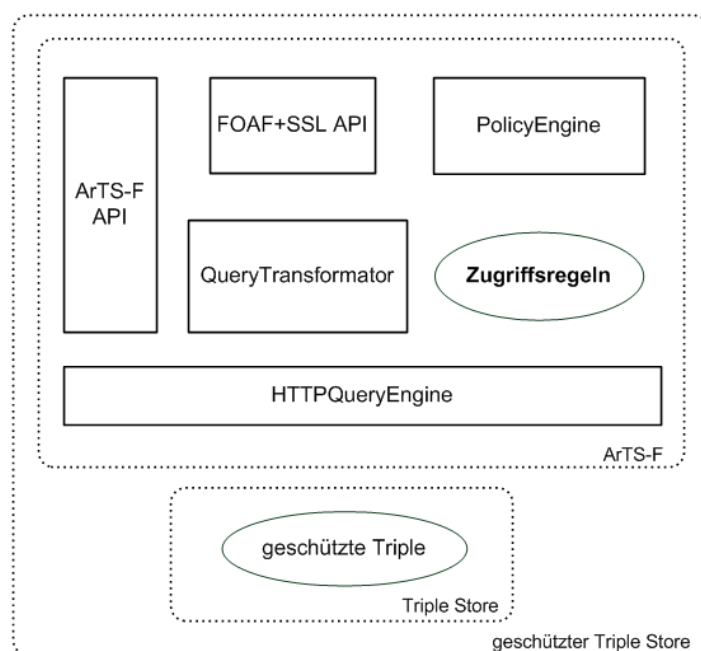 FOAF+SSL API
PolicyEngine
ArTS-F
API
QueryTransformator
Zugriffsregeln
HTTPQueryEngine
ArTS-F
geschützte Triple
Triple Store
geschützter Triple Store